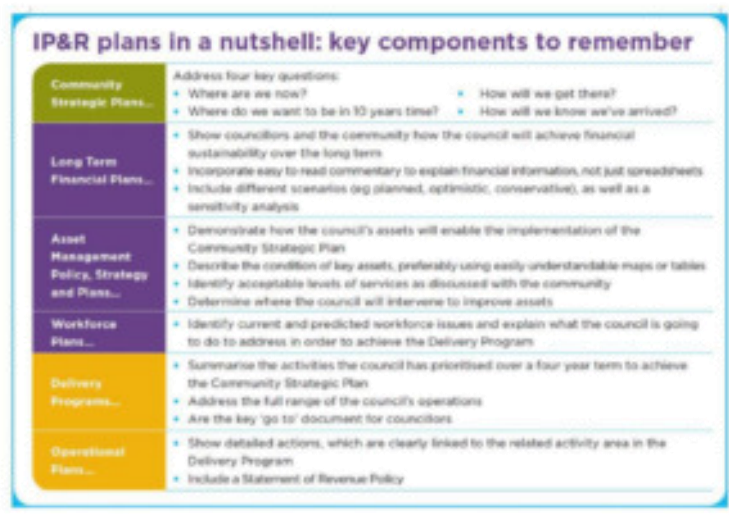 IP&R plans in a nutshell: key components to remember
Community
Strategic Plans...
Address four key questions:
• Where are we now?
• Where do we want to be in 10 years time?
• How will we get there?
• How will we know we've arrived?
Long Term
Financial Plans...
• Show councillors and the community how the council will achieve financial
sustainability over the long term
• Incorporate easy to read commentary to explain financial information, not just spreadsheets
• Include different scenarios (eg planned, optimistic, conservative), as well as a
sensitivity analysis
Asset
Management
Policy, Strategy
and Plans...
• Demonstrate how the council's assets will enable the implementation of the
Community Strategic Plan
• Describe the condition of key assets, preferably using easily understandable maps or tables
• Identify acceptable levels of services as discussed with the community
• Determine where the council will intervene to improve assets
Workforce
Plans...
• Identify current and predicted workforce issues and explain what the council is going
to do to address in order to achieve the Delivery Program
Delivery
Programs...
• Summarise the activities the council has prioritised over a four year term to achieve
the Community Strategic Plan
• Address the full range of the council's operations
• Are the key 'go to' document for councillors
Operational
Plans...
• Show detailed actions, which are clearly linked to the related activity area in the
Delivery Program
• Include a Statement of Revenue Policy